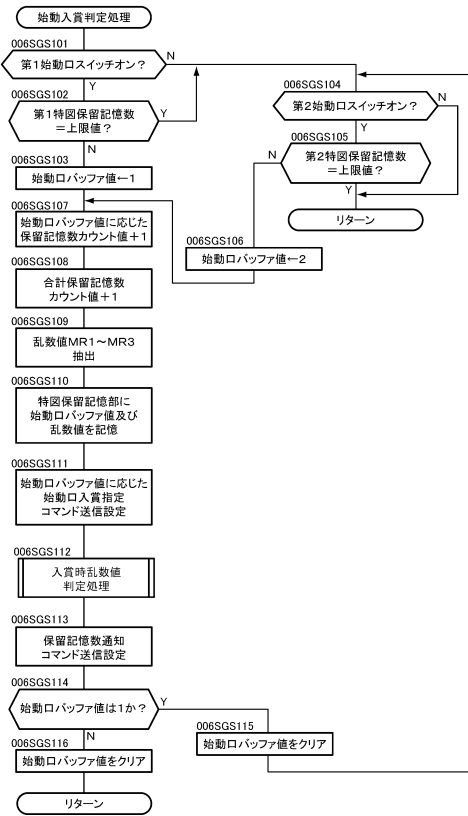 始動入賞判定処理
006SGS101
第1始動口スイッチオン？
N
Y
006SGS102
第1特図保留記憶数
＝上限値？
Y
N
006SGS103
始動口バッファ値←1
006SGS104
第2始動口スイッチオン？
N
Y
006SGS105
第2特図保留記憶数
＝上限値？
N
Y
リターン
006SGS106
始動口バッファ値←2
006SGS107
始動口バッファ値に応じた
保留記憶数カウント値＋1
006SGS108
合計保留記憶数
カウント値＋1
006SGS109
乱数値MR1～MR3
抽出
006SGS110
特図保留記憶部に
始動口バッファ値及び
乱数値を記憶
006SGS111
始動口バッファ値に応じた
始動口入賞指定
コマンド送信設定
006SGS112
入賞時乱数値
判定処理
006SGS113
保留記憶数通知
コマンド送信設定
006SGS114
始動口バッファ値は1か？
Y
N
006SGS115
始動口バッファ値をクリア
006SGS116
始動口バッファ値をクリア
リターン